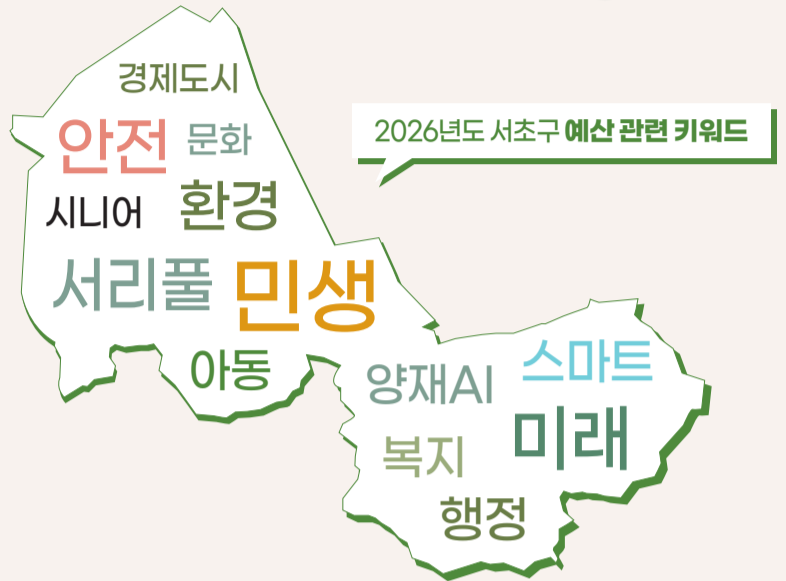 경제도시
2026년도 서초구 예산 관련 키워드
안전 문화
시니어 환경
서리풀 민생
아동
양재AI 스마트
복지 미래
행정